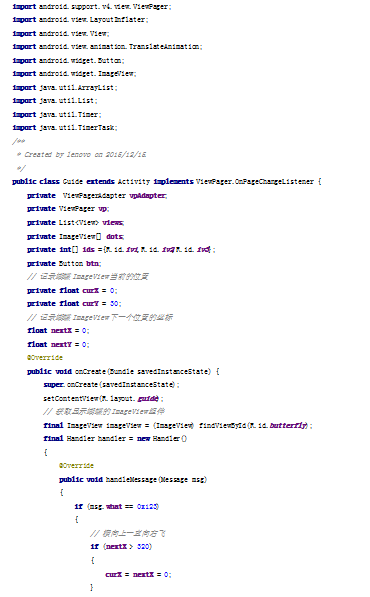 import android.support.v4.view.ViewPager;
import android.view.LayoutInflater;
import android.view.View;
import android.view.animation.TranslateAnimation;
import android.widget.Button;
import android.widget.ImageView;
import java.util.ArrayList;
import java.util.List;
import java.util.Timer;
import java.util.TimerTask;
/**
* Created by lenovo on 2015/12/15.
*/
public class Guide extends Activity implements ViewPager.OnPageChangeListener {
private ViewPagerAdapter vpAdapter;
private ViewPager vp;
private List<View> views;
private ImageView[] dots;
private int[] ids ={R.id.iv1,R.id.iv2,R.id.iv3};
private Button btn;
// 记录蝴蝶ImageView当前的位置
private float curX = 0;
private float curY = 30;
// 记录蝴蝶ImageView下一个位置的坐标
float nextX = 0;
float nextY = 0;
@Override
public void onCreate(Bundle savedInstanceState) {
super.onCreate(savedInstanceState);
setContentView(R.layout.guide);
// 获取显示蝴蝶的ImageView组件
final ImageView imageView = (ImageView) findViewById(R.id.butterfly);
final Handler handler = new Handler()
{
@Override
public void handleMessage(Message msg)
{
if (msg.what == 0x123)
{
// 横向上一直向右飞
if (nextX > 320)
{
curX = nextX = 0;
}